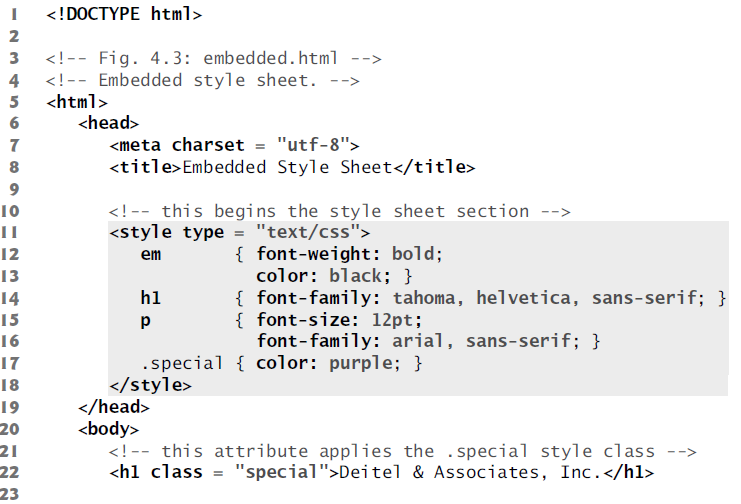 1 <!DOCTYPE html>
2
3 <!-- Fig. 4.3: embedded.html -->
4 <!-- Embedded style sheet. -->
5 <html>
6 <head>
7 <meta charset = "utf-8">
8 <title>Embedded Style Sheet</title>
9
10 <!-- this begins the style sheet section -->
11 <style type = "text/css">
12 em { font-weight: bold;
13 color: black; }
14 h1 { font-family: tahoma, helvetica, sans-serif; }
15 p { font-size: 12pt;
16 font-family: arial, sans-serif; }
17 .special { color: purple; }
18 </style>
19 </head>
20 <body>
21 <!-- this attribute applies the .special style class -->
22 <h1 class = "special">Deitel & Associates, Inc.</h1>
23